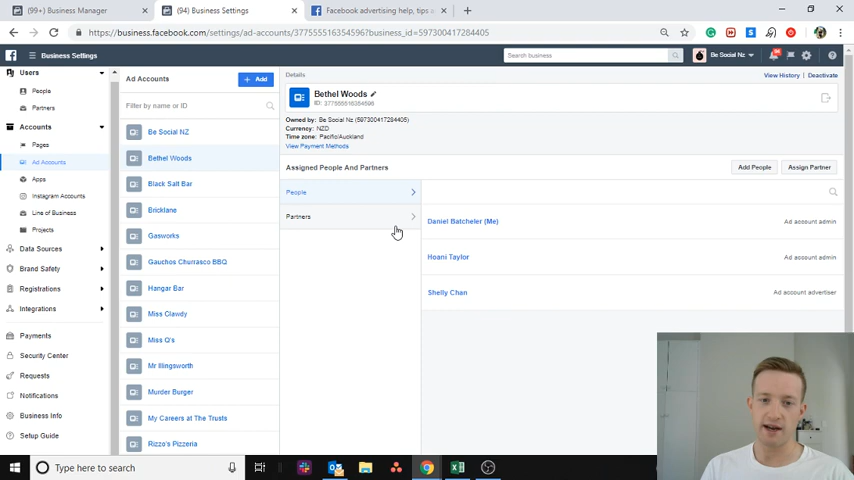 (99+) Business Manager
(94) Business Settings
Facebook advertising help, tips a
https://business.facebook.com/settings/ad-accounts/377555516354596?business_id=597300417284405
Business Settings
Search business
Be Social Nz
Users
People
Partners
Accounts
Pages
Ad Accounts
Apps
Instagram Accounts
Line of Business
Projects
Data Sources
Brand Safety
Registrations
Integrations
Payments
Security Center
Requests
Notifications
Business Info
Setup Guide
Ad Accounts
+ Add
Filter by name or ID
Be Social NZ
Bethel Woods
Black Salt Bar
Bricklane
Gasworks
Gauchos Churrasco BBQ
Hangar Bar
Miss Clawdy
Miss Q's
Mr Illingsworth
Murder Burger
My Careers at The Trusts
Rizzo's Pizzeria
Details
View History
Deactivate
Bethel Woods
ID: 377555516354596
Owned by: Be Social Nz (597300417284405)
Currency: NZD
Time zone: Pacific/Auckland
View Payment Methods
Assigned People And Partners
Add People
Assign Partner
People
Partners
Daniel Batcheler (Me)
Ad account admin
Hoani Taylor
Ad account admin
Shelly Chan
Ad account advertiser
Type here to search